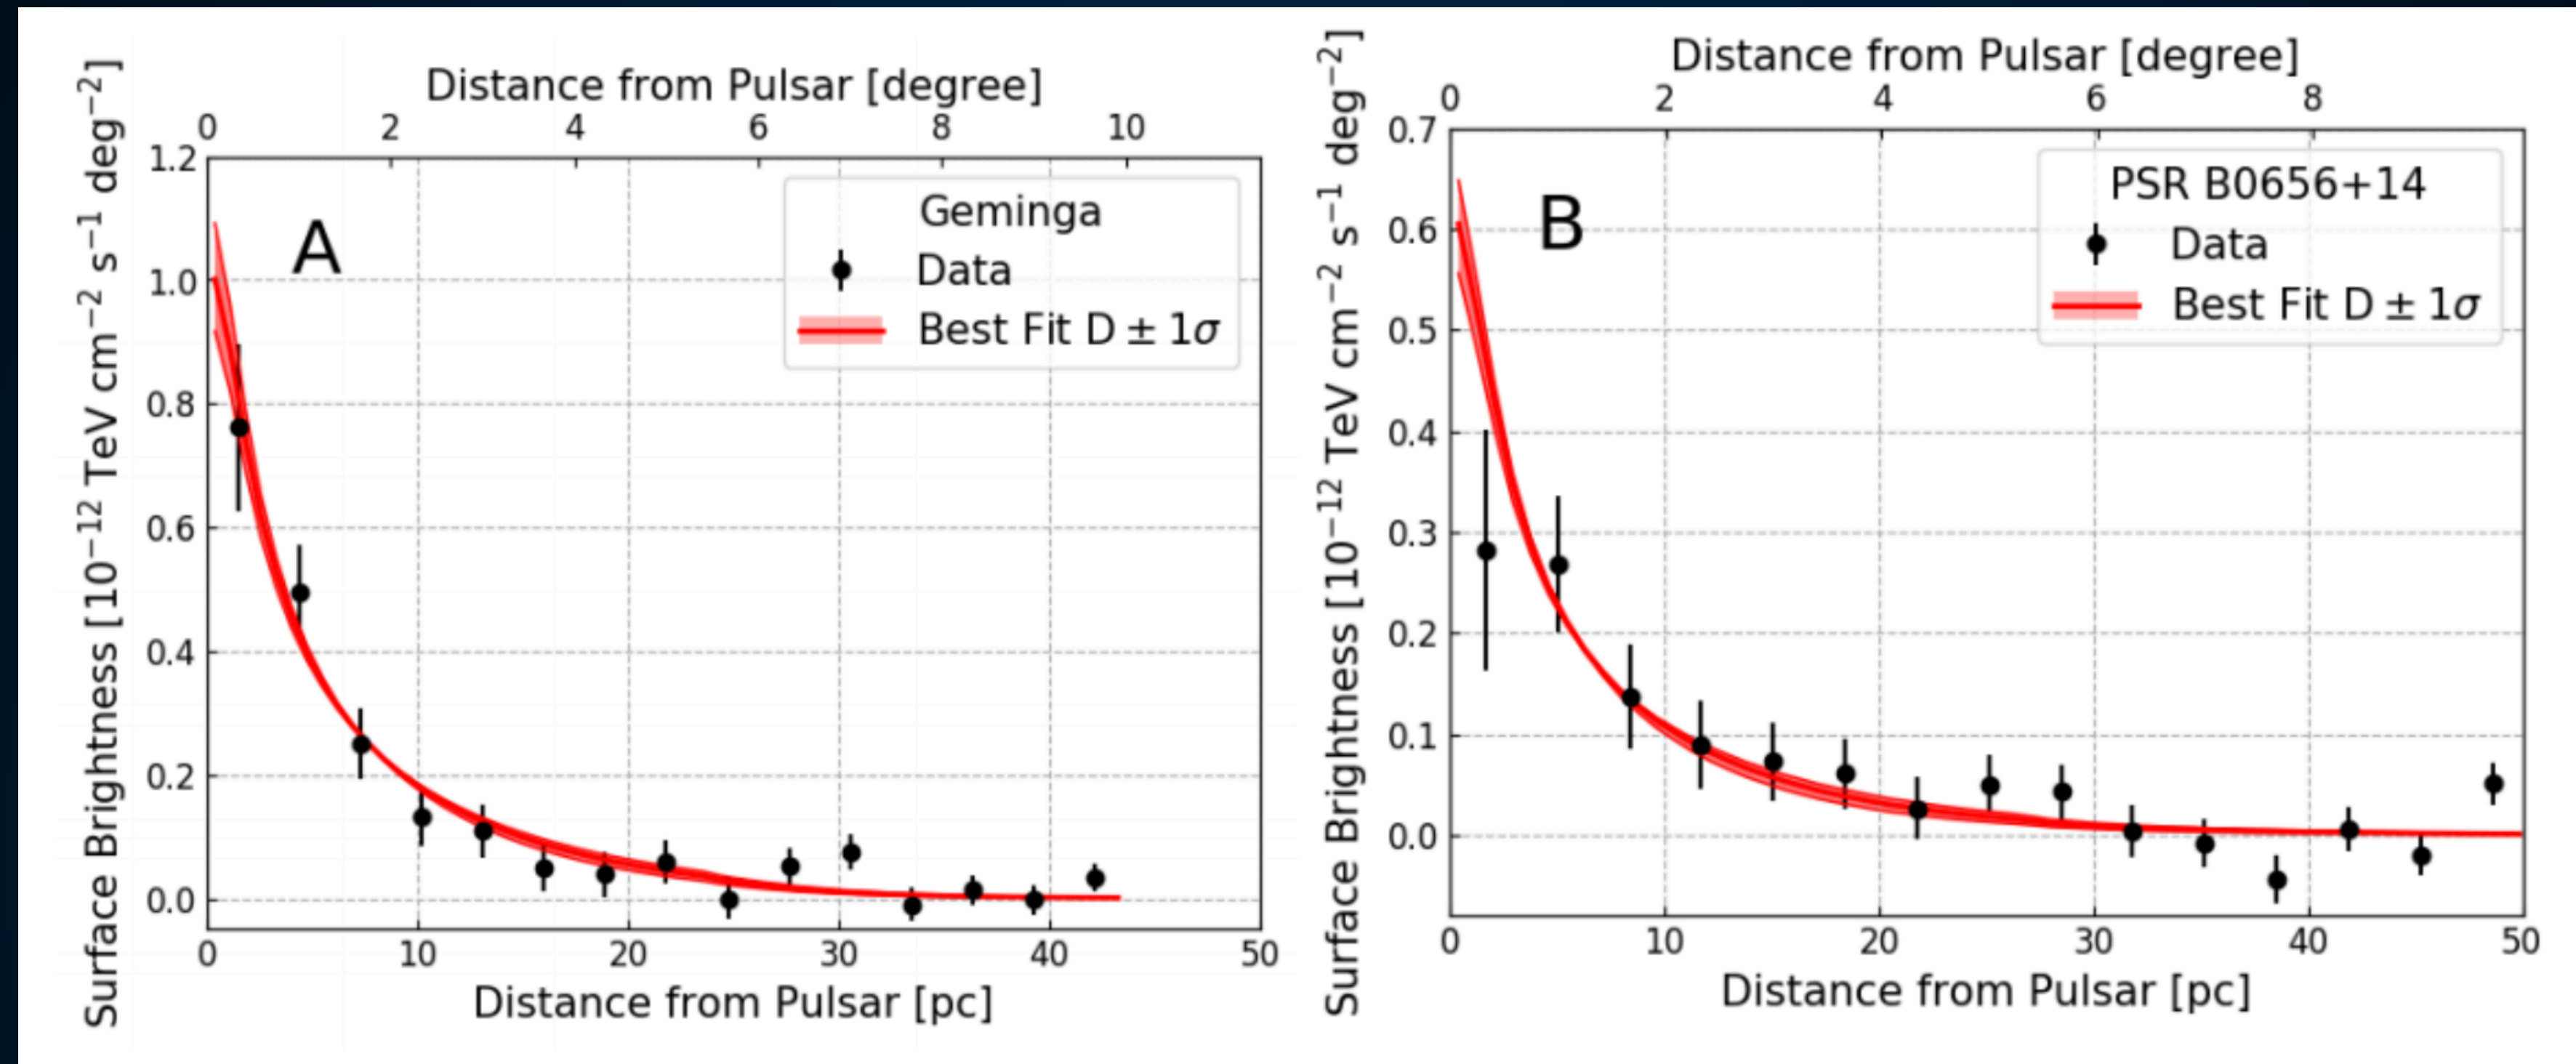 Distance from Pulsar [degree]
0 2 4 6 8 10
Surface Brightness [10⁻¹² TeV cm⁻² s⁻¹ deg⁻²]
1.2
1.0
0.8
0.6
0.4
0.2
0.0
A
Geminga
Data
Best Fit D ± 1σ
0 10 20 30 40 50
Distance from Pulsar [pc]
Distance from Pulsar [degree]
0 2 4 6 8
Surface Brightness [10⁻¹² TeV cm⁻² s⁻¹ deg⁻²]
0.7
0.6
0.5
0.4
0.3
0.2
0.1
0.0
B
PSR B0656+14
Data
Best Fit D ± 1σ
0 10 20 30 40 50
Distance from Pulsar [pc]